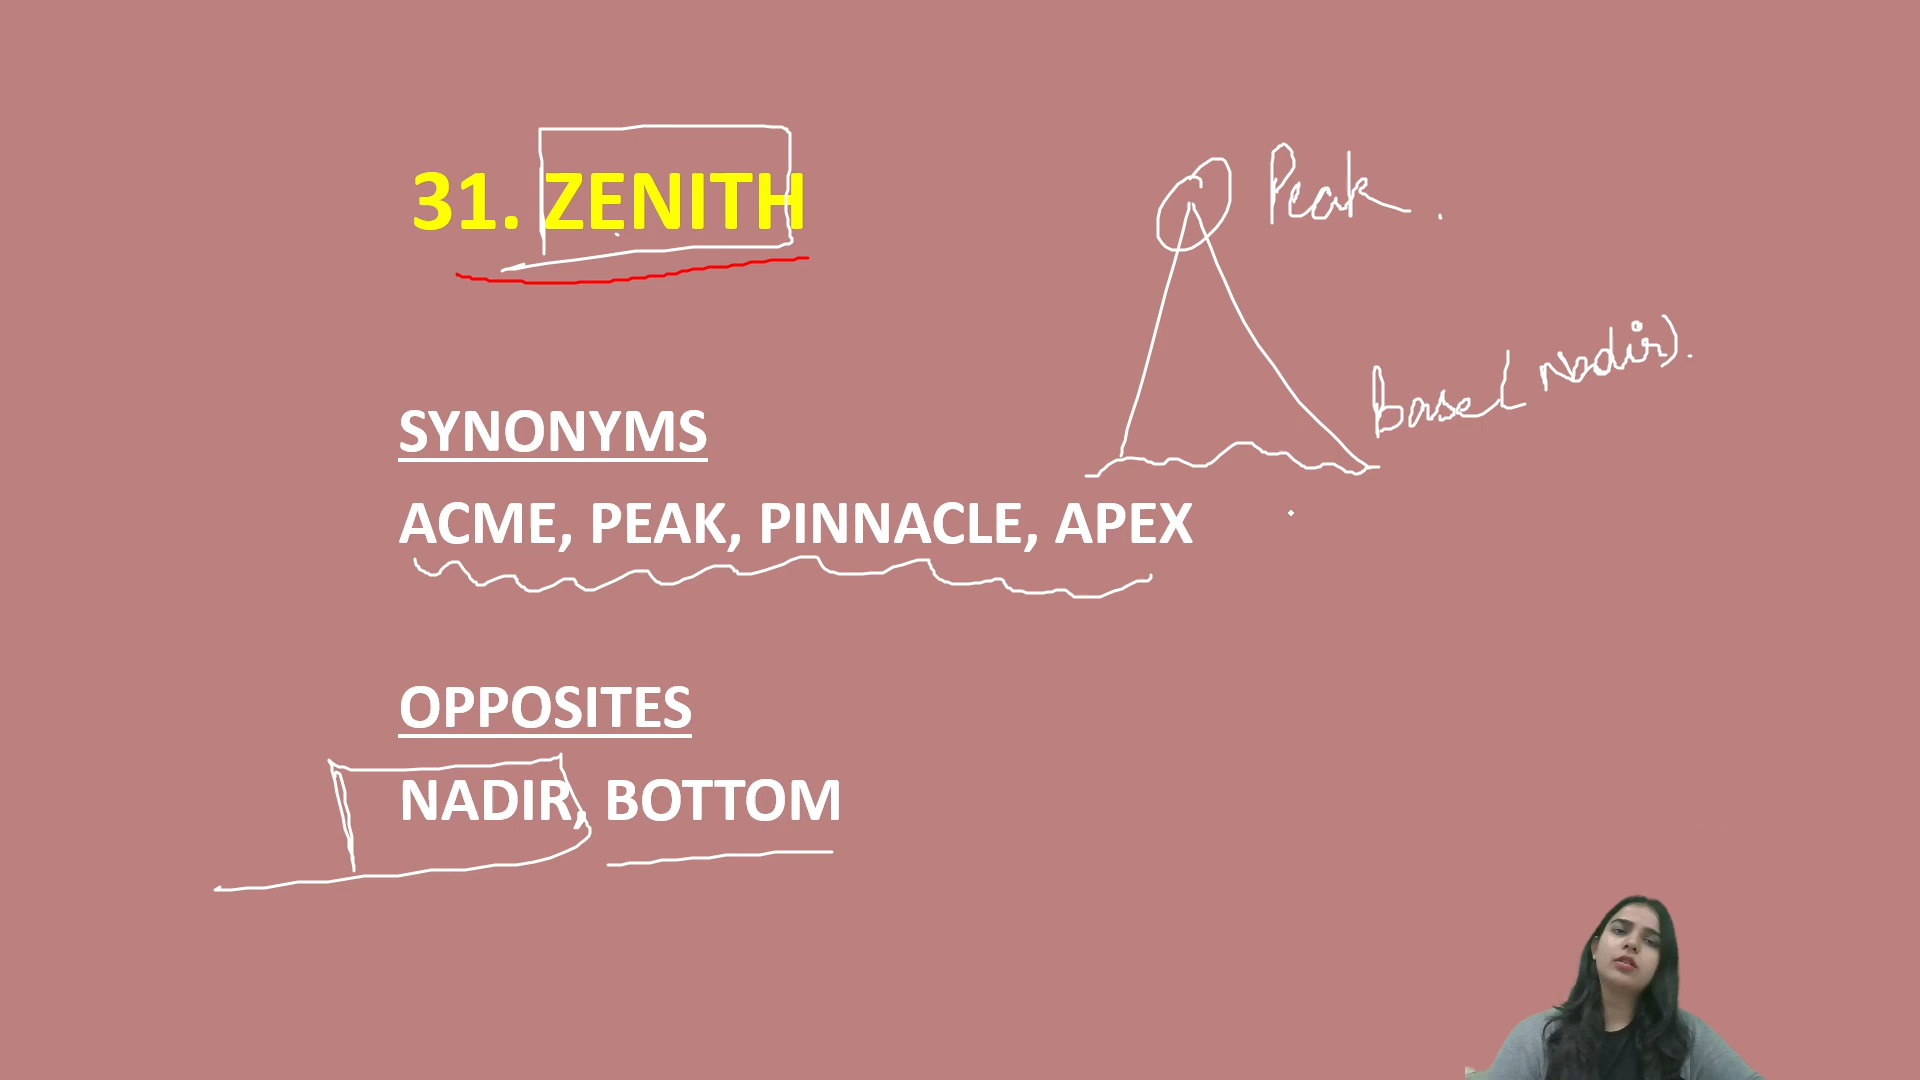 31. ZENITH
Peak.
Base (Nadir).
SYNONYMS
ACME, PEAK, PINNACLE, APEX
OPPOSITES
NADIR, BOTTOM